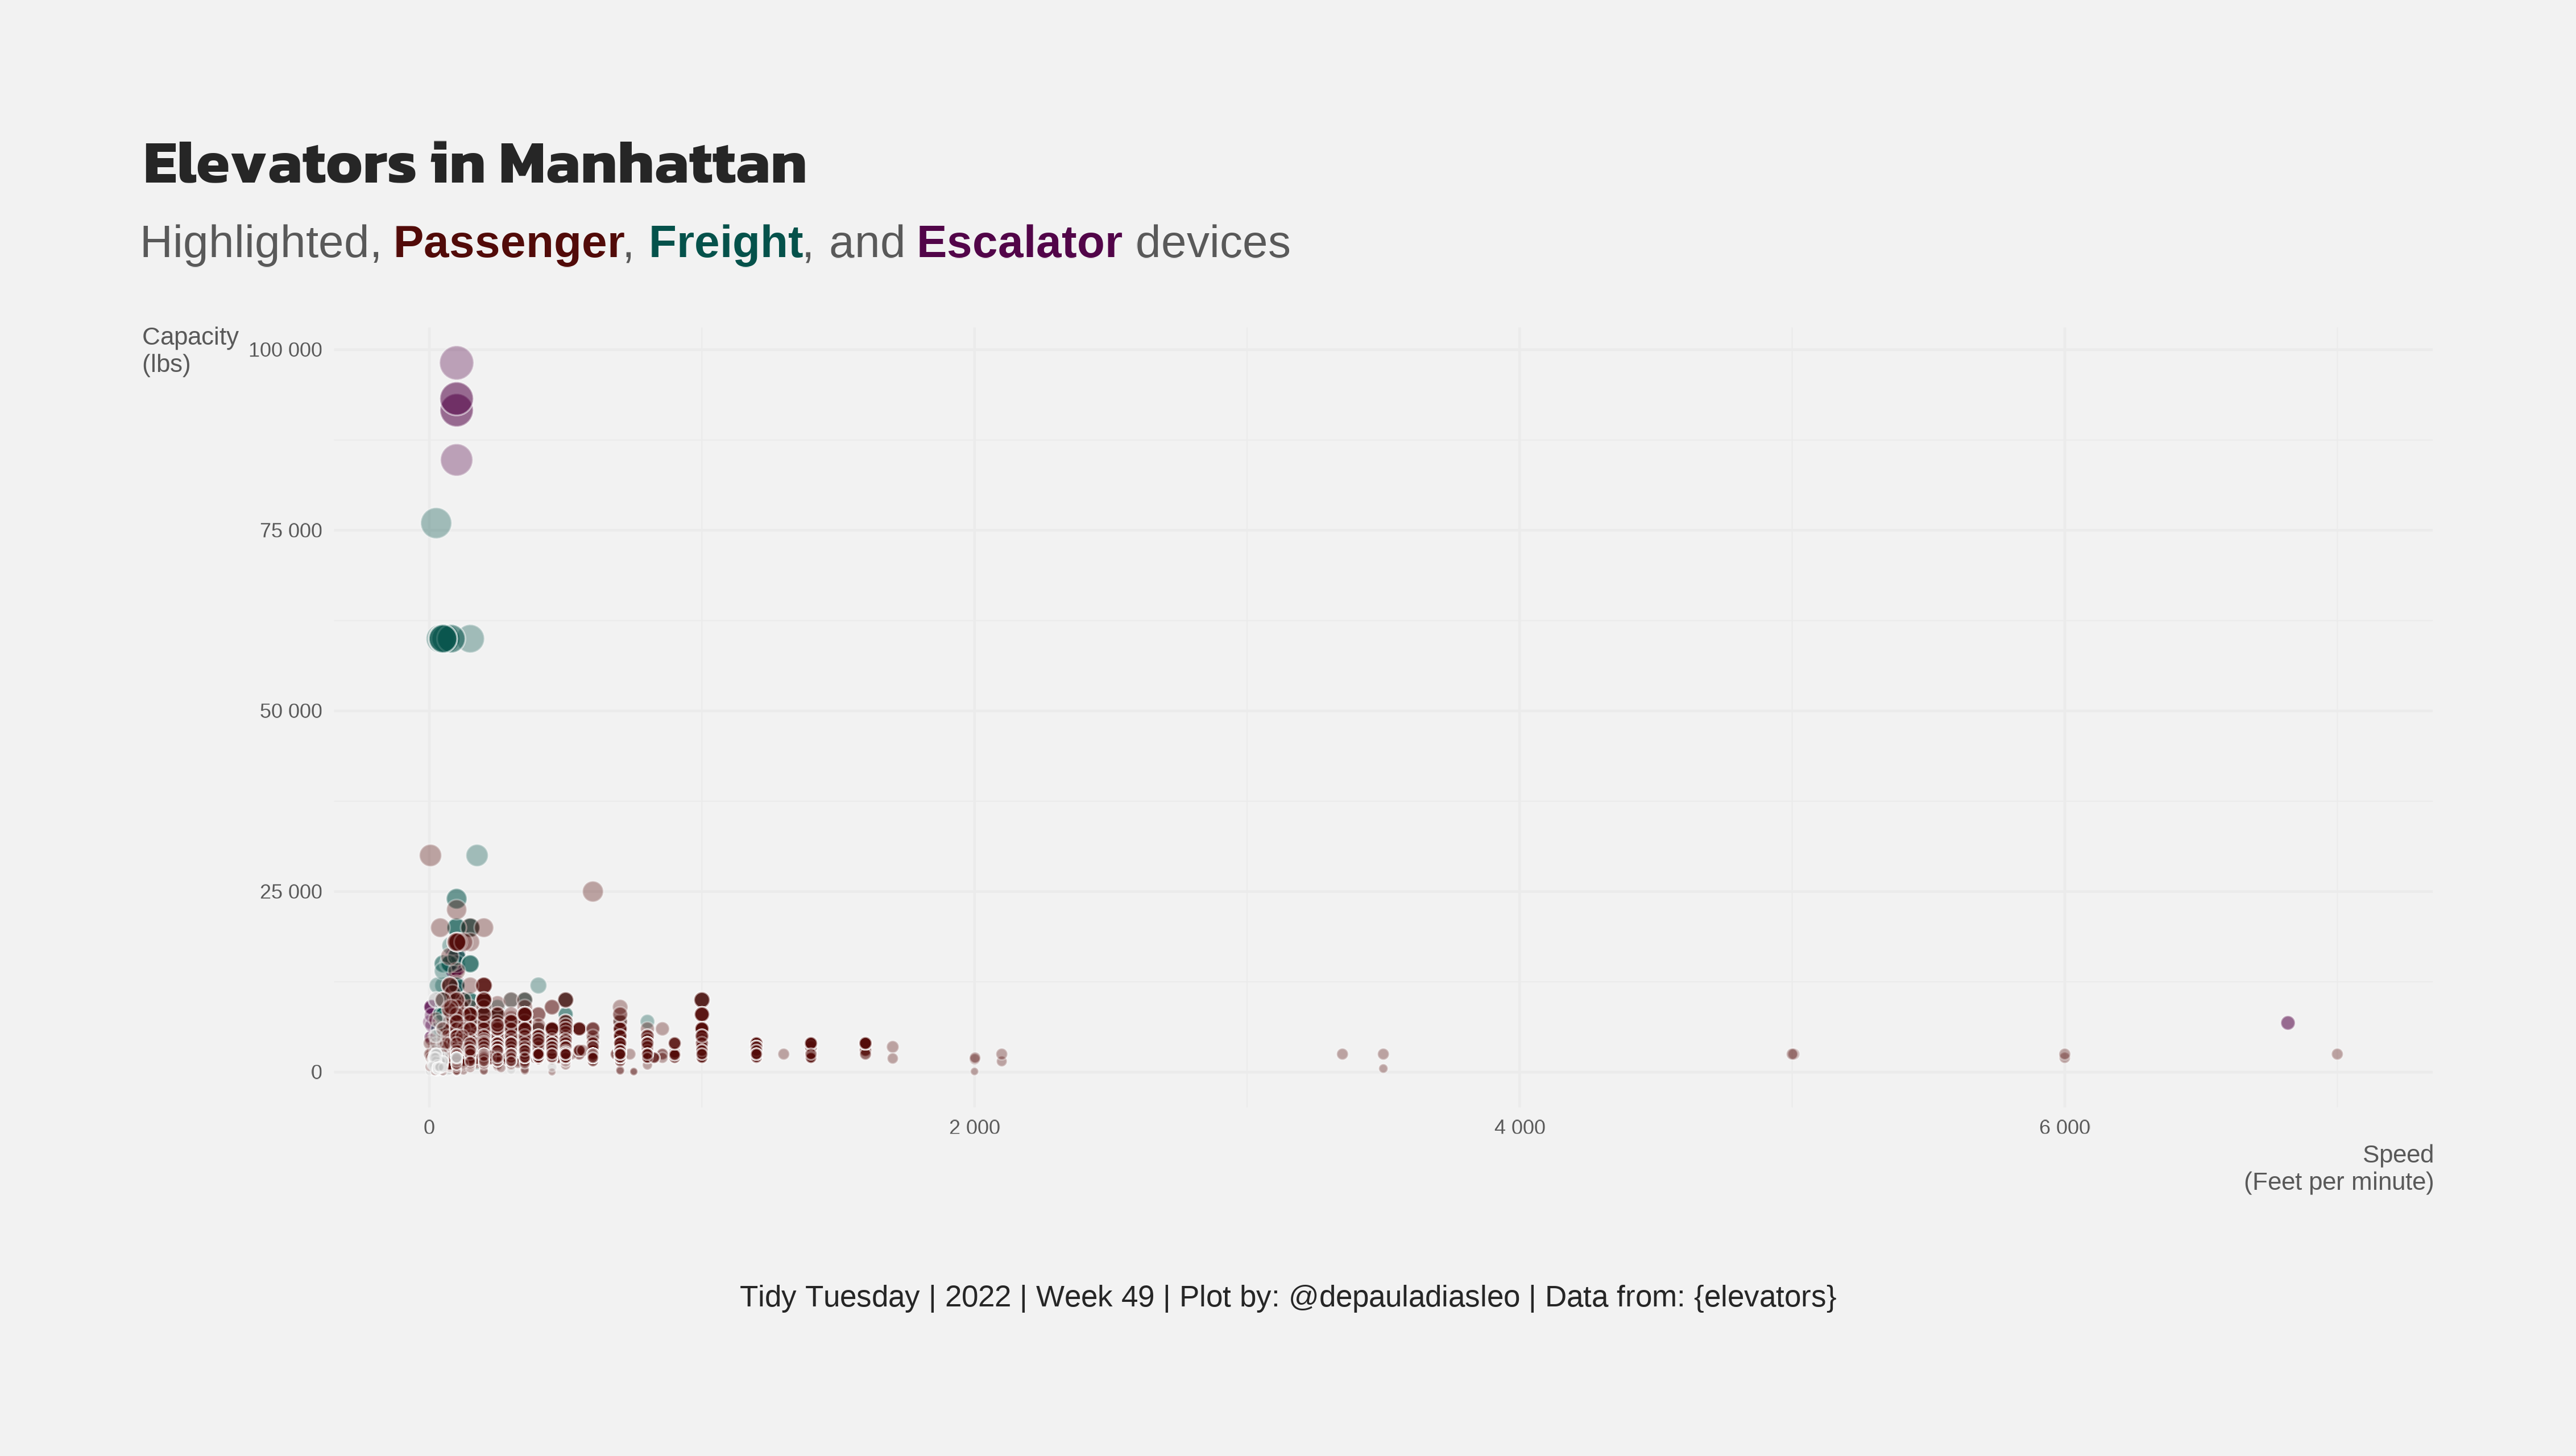 Elevators in Manhattan
Highlighted, Passenger, Freight, and Escalator devices
Capacity
(lbs)
100 000
75 000
50 000
25 000
0
0
2 000
4 000
6 000
Speed
(Feet per minute)
Tidy Tuesday | 2022 | Week 49 | Plot by: @depauladiasleo | Data from: {elevators}